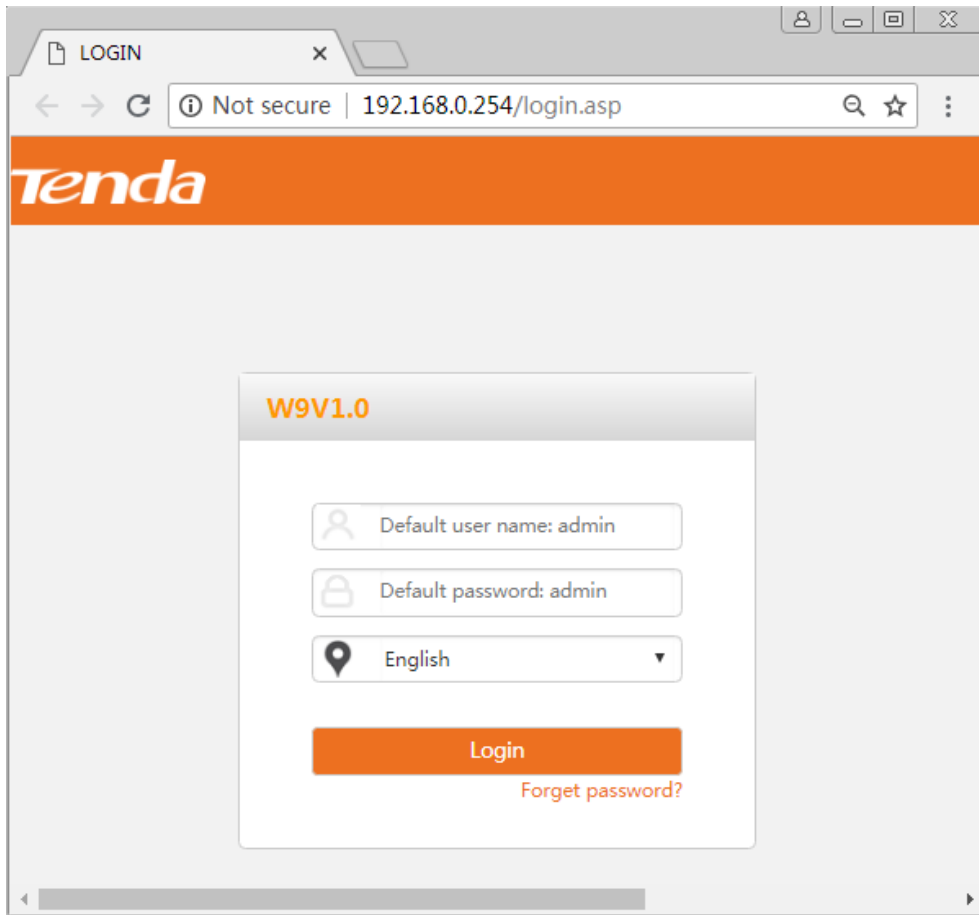 LOGIN
Not secure | 192.168.0.254/login.asp
Tenda
W9V1.0
Default user name: admin
Default password: admin
English
Login
Forget password?